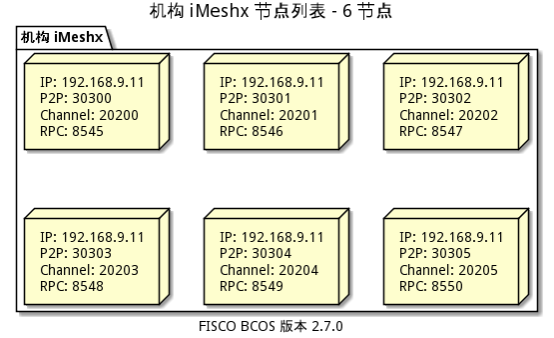 机构 iMeshx 节点列表 - 6 节点
机构 iMeshx
IP: 192.168.9.11
P2P: 30300
Channel: 20200
RPC: 8545
IP: 192.168.9.11
P2P: 30301
Channel: 20201
RPC: 8546
IP: 192.168.9.11
P2P: 30302
Channel: 20202
RPC: 8547
IP: 192.168.9.11
P2P: 30303
Channel: 20203
RPC: 8548
IP: 192.168.9.11
P2P: 30304
Channel: 20204
RPC: 8549
IP: 192.168.9.11
P2P: 30305
Channel: 20205
RPC: 8550
FISCO BCOS 版本 2.7.0